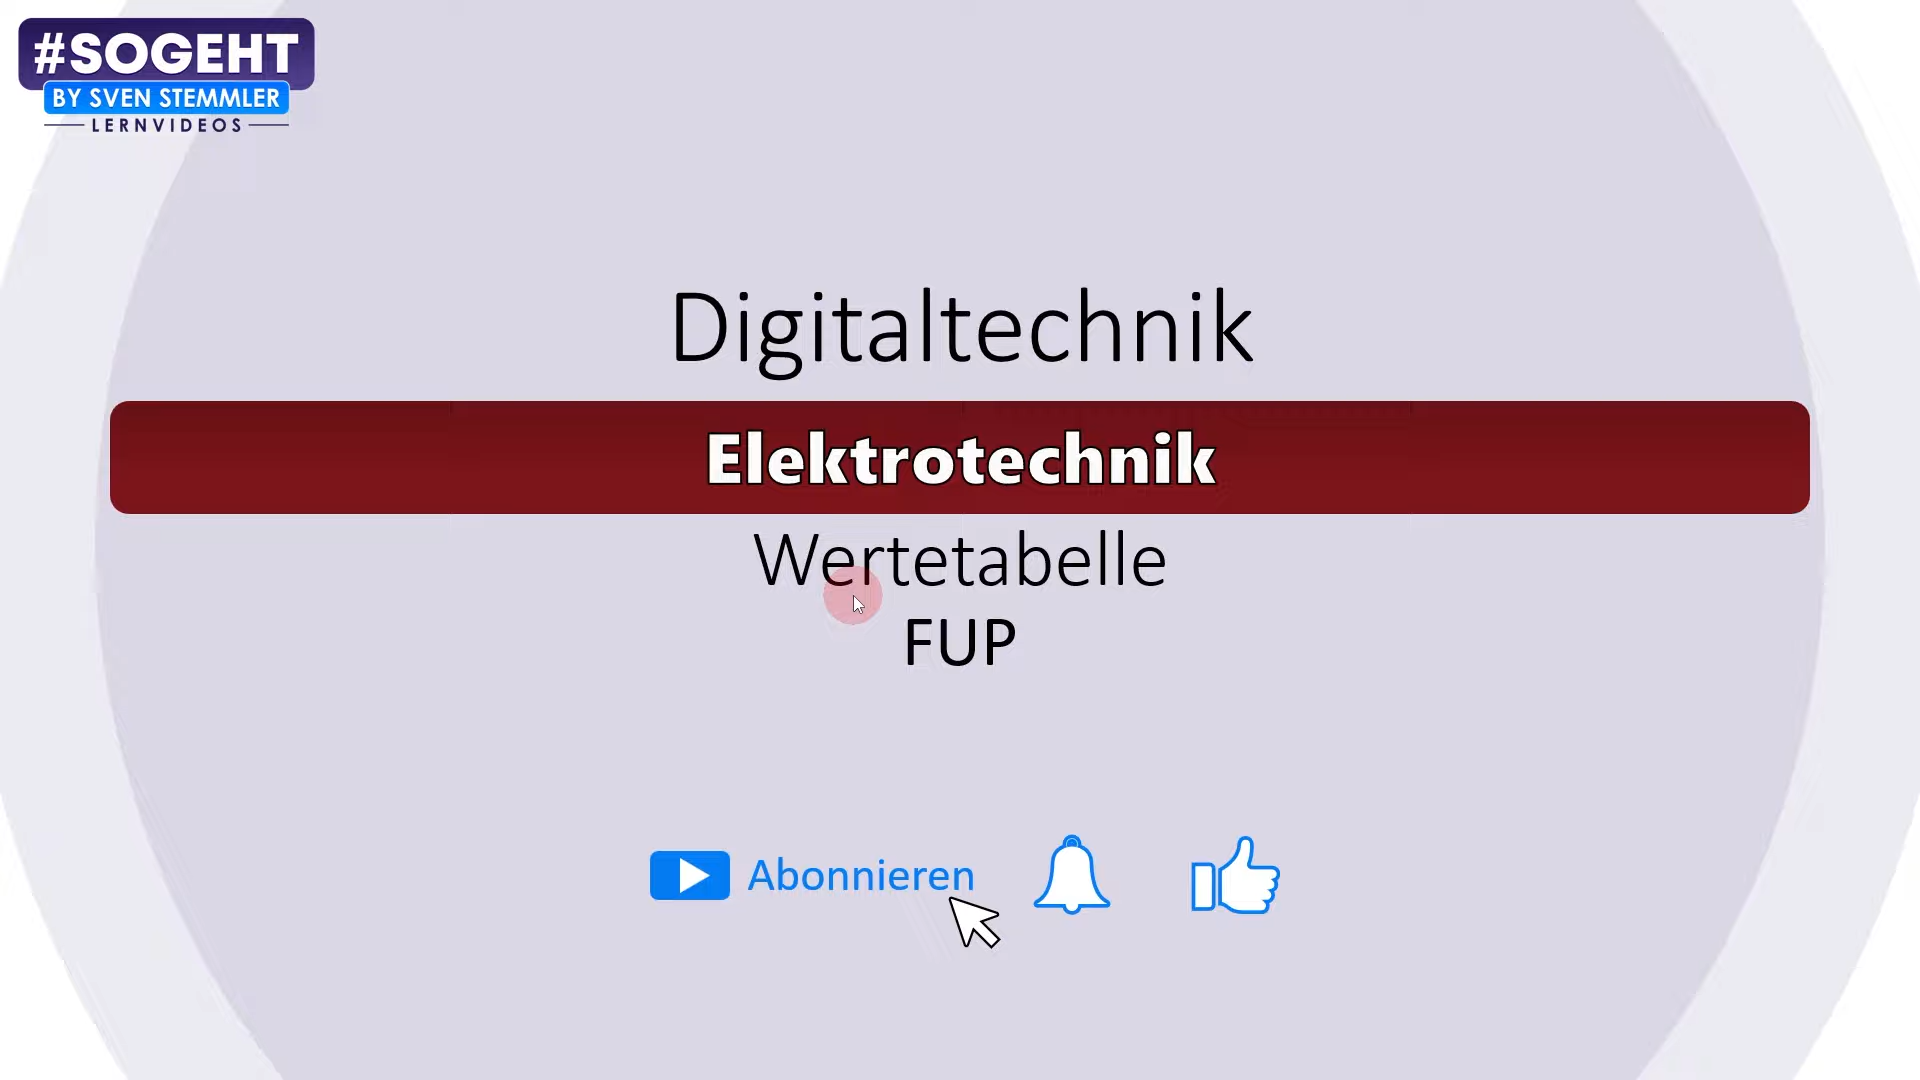 #SOGEHT
BY SVEN STEMMLER
LERNVIDEOS
Digitaltechnik
Elektrotechnik
Wertetabelle
FUP
Abonnieren